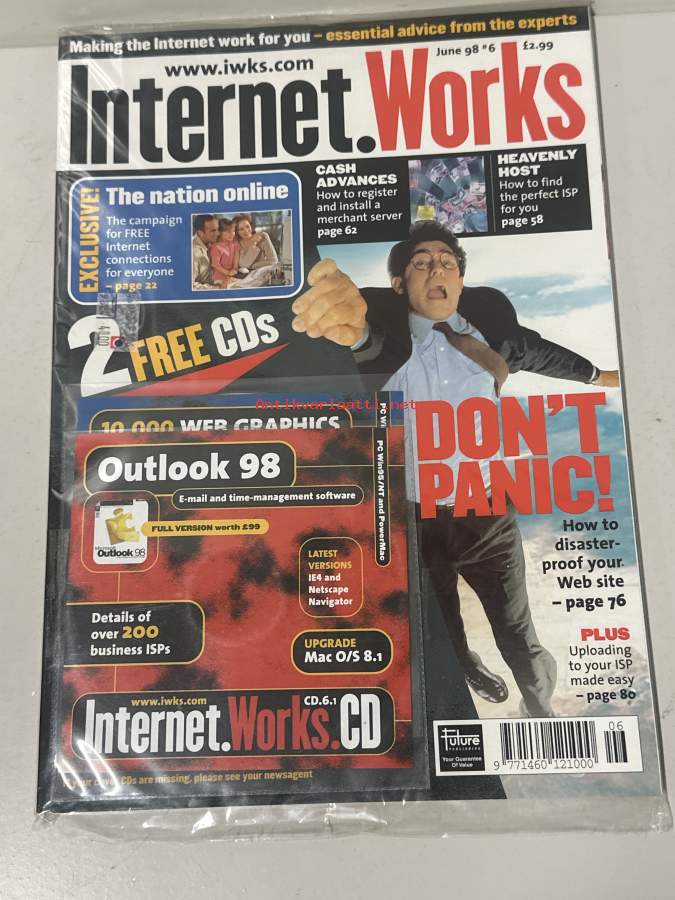 Making the Internet work for you – essential advice from the experts
www.iwks.com
June 98 #6 £2.99
Internet.Works
EXCLUSIVE!
The nation online
The campaign
for FREE
Internet
connections
for everyone
– page 22
CASH
ADVANCES
How to register
and install a
merchant server
page 62
HEAVENLY
HOST
How to find
the perfect ISP
for you
page 58
2 FREE CDs
Antikvariantti.net
10,000 WEB GRAPHICS
PC Wi
PC Win95/NT and PowerMac
Outlook 98
E-mail and time-management software
FULL VERSION worth £99
Microsoft
Outlook 98
LATEST
VERSIONS
IE4 and
Netscape
Navigator
Details of
over 200
business ISPs
UPGRADE
Mac O/S 8.1
www.iwks.com
CD.6.1
Internet.Works.CD
If your cover CDs are missing, please see your newsagent
DON'T
PANIC!
How to
disaster-
proof your
Web site
– page 76
PLUS
Uploading
to your ISP
made easy
– page 80
Future
PUBLISHING
Your Guarantee
Of Value
06
9 771460 121000